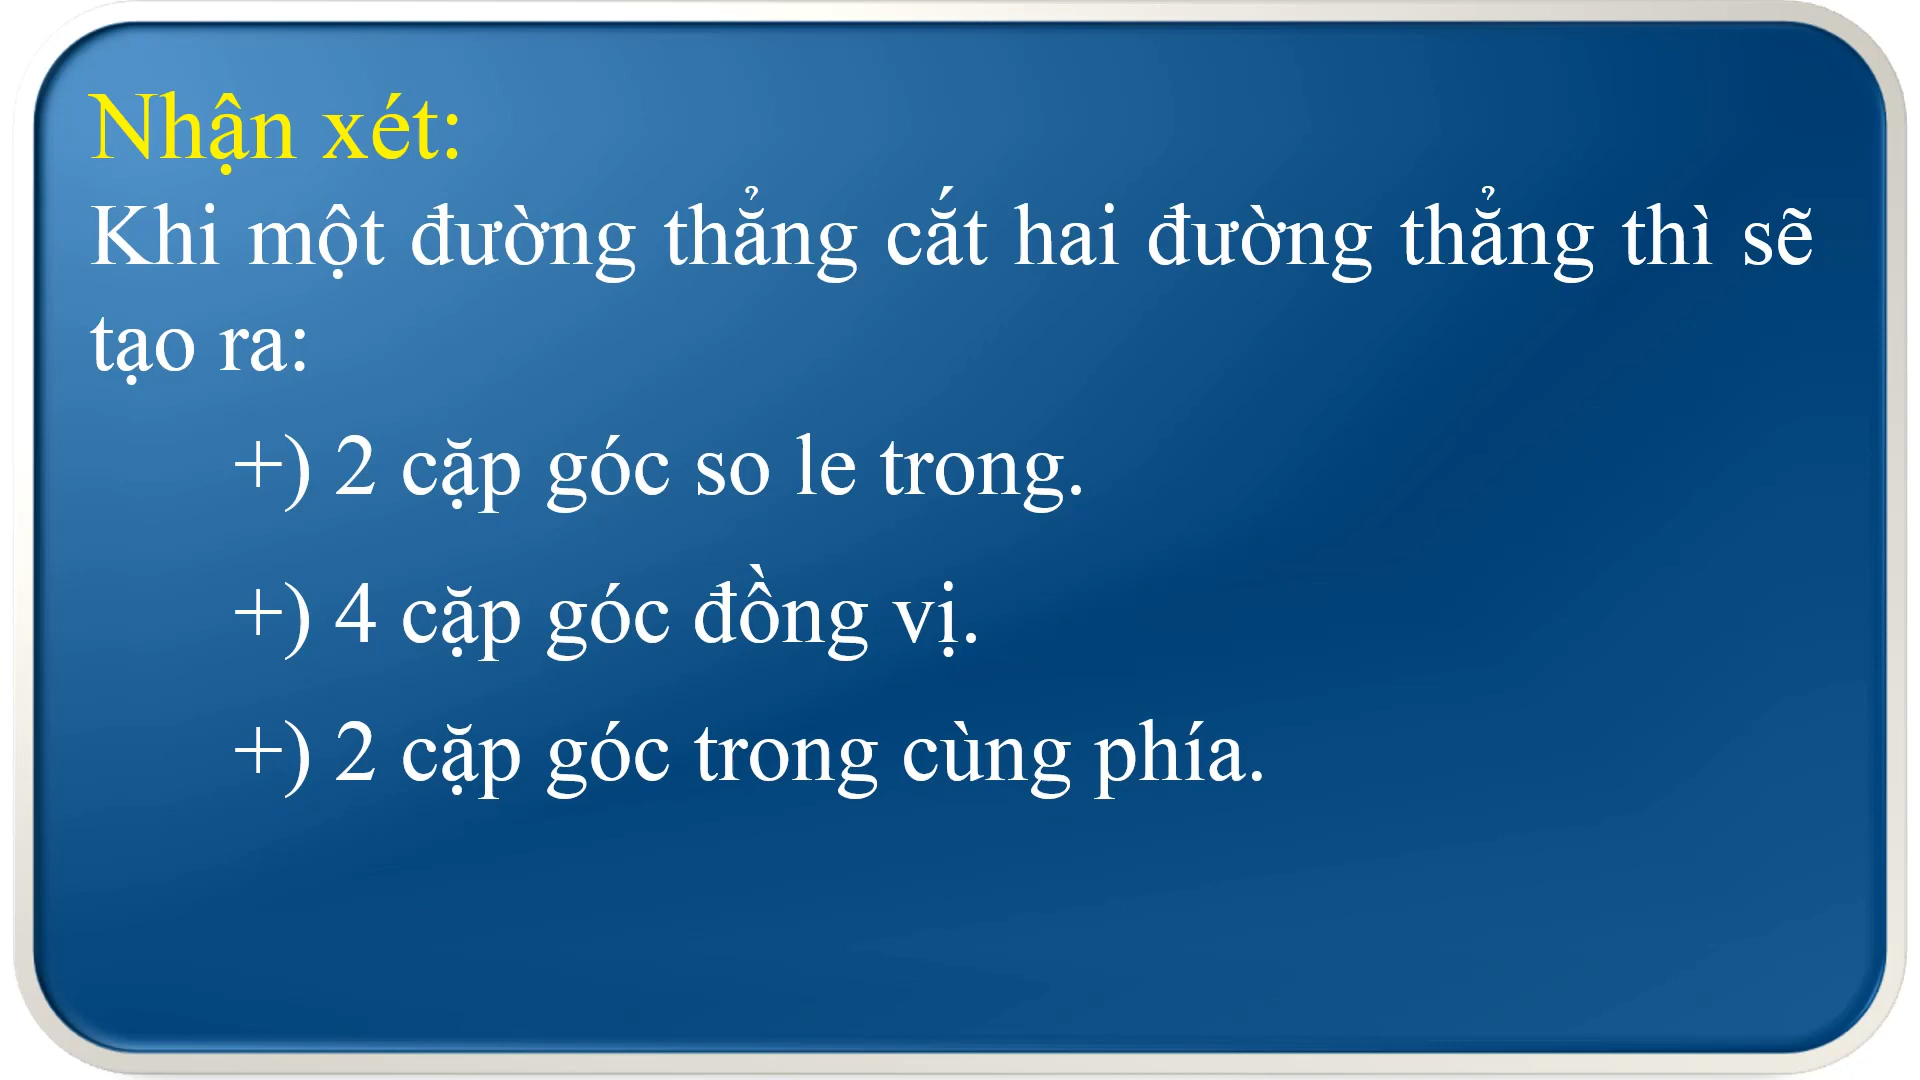 Nhận xét:
Khi một đường thẳng cắt hai đường thẳng thì sẽ
tạo ra:
+) 2 cặp góc so le trong.
+) 4 cặp góc đồng vị.
+) 2 cặp góc trong cùng phía.